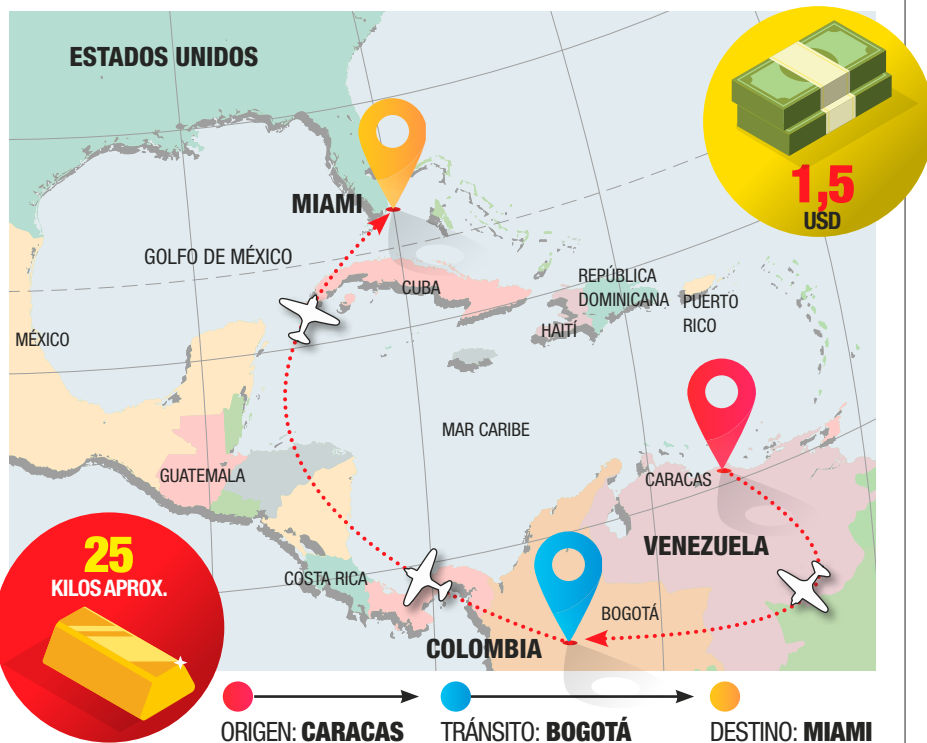 ESTADOS UNIDOS
1,5
USD
MIAMI
GOLFO DE MÉXICO
CUBA
REPÚBLICA
DOMINICANA
PUERTO
RICO
HAITÍ
MÉXICO
MAR CARIBE
GUATEMALA
CARACAS
VENEZUELA
25
KILOS APROX.
COSTA RICA
BOGOTÁ
COLOMBIA
ORIGEN: CARACAS
TRÁNSITO: BOGOTÁ
DESTINO: MIAMI